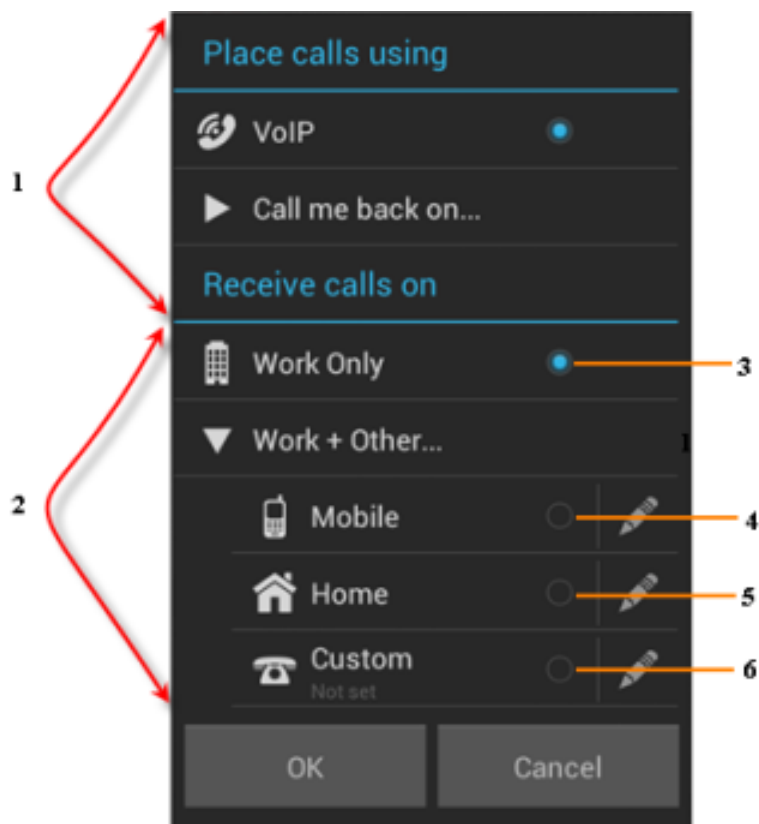 Place calls using
VoIP
1
Call me back on...
Receive calls on
Work Only
3
Work + Other...
2
Mobile
4
Home
5
Custom
6
Not set
OK Cancel